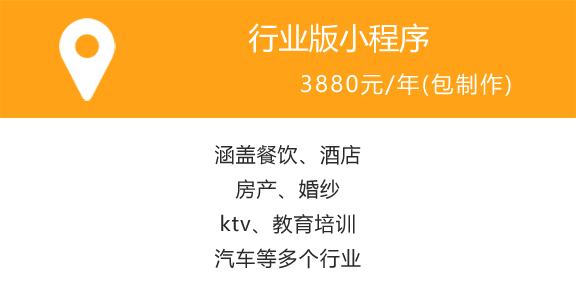 行业版小程序
3880元/年(包制作)
涵盖餐饮、酒店
房产、婚纱
ktv、教育培训
汽车等多个行业